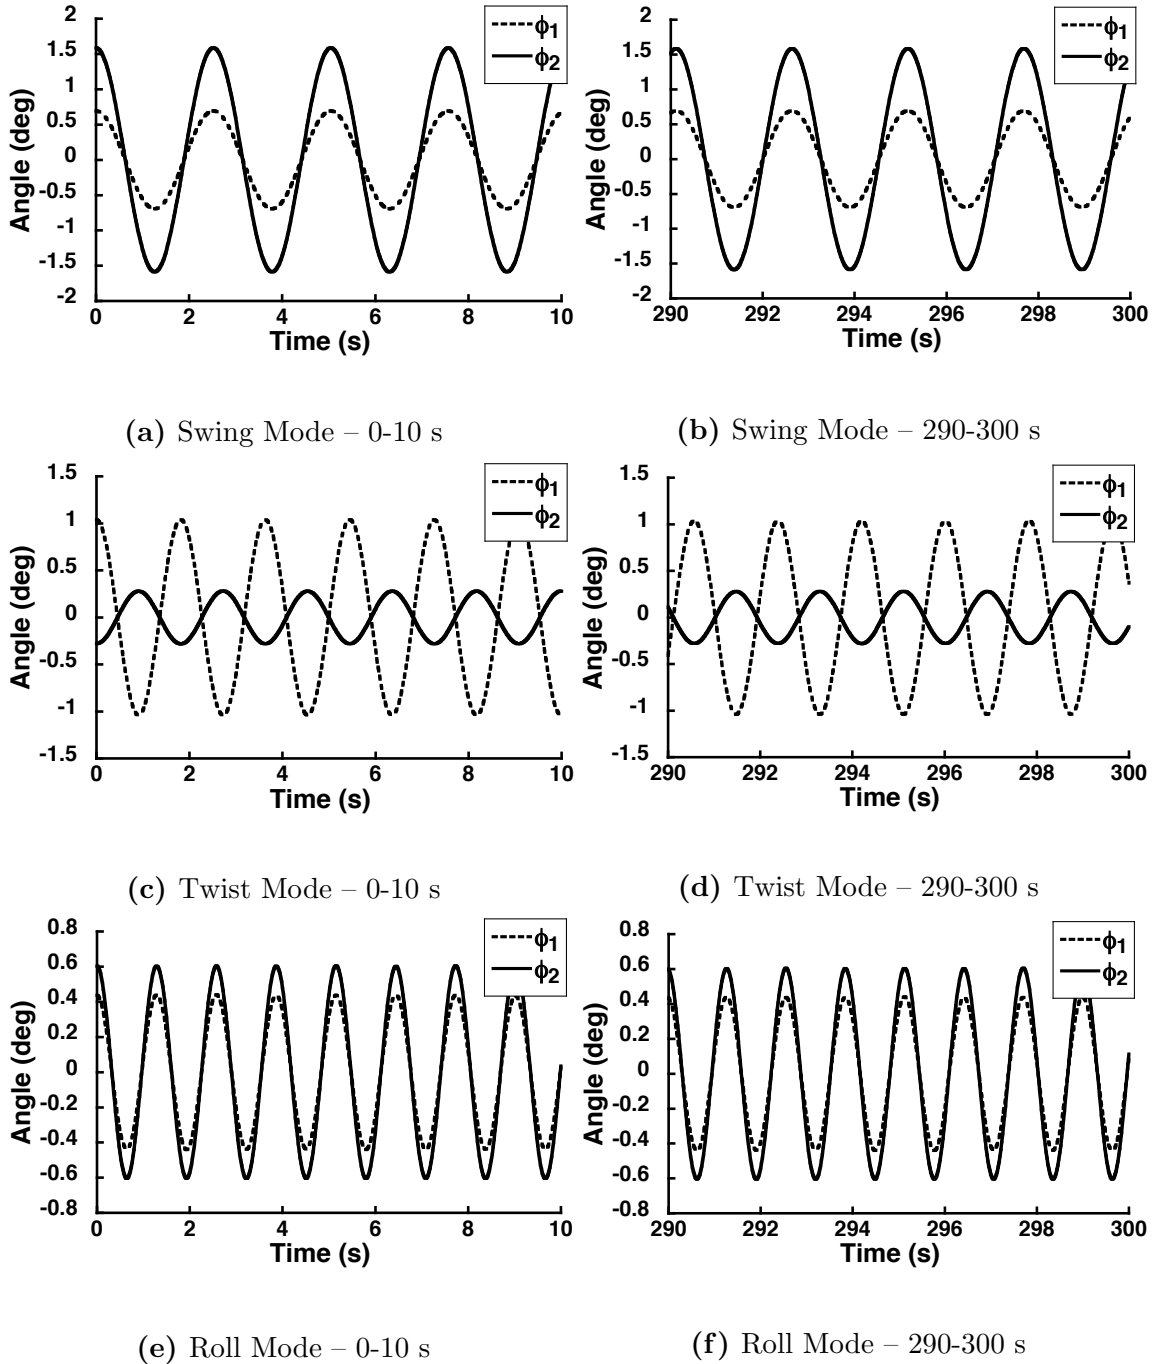 2
1.5
1
0.5
0
-0.5
-1
-1.5
-2
Angle (deg)
0 2 4 6 8 10
Time (s)
ϕ1
ϕ2
2
1.5
1
0.5
0
-0.5
-1
-1.5
-2
Angle (deg)
290 292 294 296 298 300
Time (s)
ϕ1
ϕ2
(a) Swing Mode – 0-10 s
(b) Swing Mode – 290-300 s
1.5
1
0.5
0
-0.5
-1
-1.5
Angle (deg)
0 2 4 6 8 10
Time (s)
ϕ1
ϕ2
1.5
1
0.5
0
-0.5
-1
-1.5
Angle (deg)
290 292 294 296 298 300
Time (s)
ϕ1
ϕ2
(c) Twist Mode – 0-10 s
(d) Twist Mode – 290-300 s
0.8
0.6
0.4
0.2
0
-0.2
-0.4
-0.6
-0.8
Angle (deg)
0 2 4 6 8 10
Time (s)
ϕ1
ϕ2
0.8
0.6
0.4
0.2
0
-0.2
-0.4
-0.6
-0.8
Angle (deg)
290 292 294 296 298 300
Time (s)
ϕ1
ϕ2
(e) Roll Mode – 0-10 s
(f) Roll Mode – 290-300 s